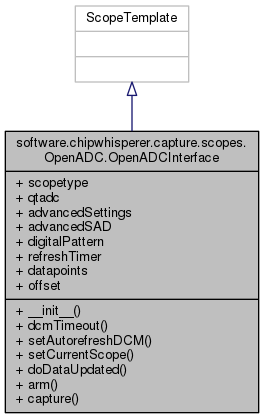 ScopeTemplate
software.chipwhisperer.capture.scopes.
OpenADC.OpenADCInterface
+ scopetype
+ qtadc
+ advancedSettings
+ advancedSAD
+ digitalPattern
+ refreshTimer
+ datapoints
+ offset
+ __init__()
+ dcmTimeout()
+ setAutorefreshDCM()
+ setCurrentScope()
+ doDataUpdated()
+ arm()
+ capture()